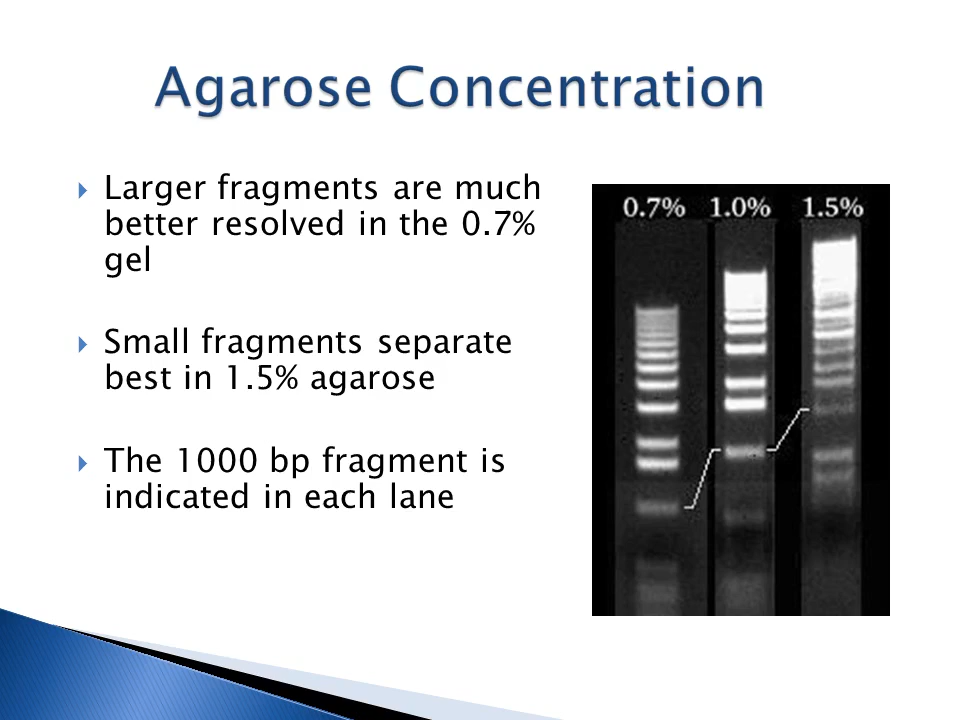 Agarose Concentration
Larger fragments are much
better resolved in the 0.7%
gel
Small fragments separate
best in 1.5% agarose
The 1000 bp fragment is
indicated in each lane
0.7% 1.0% 1.5%